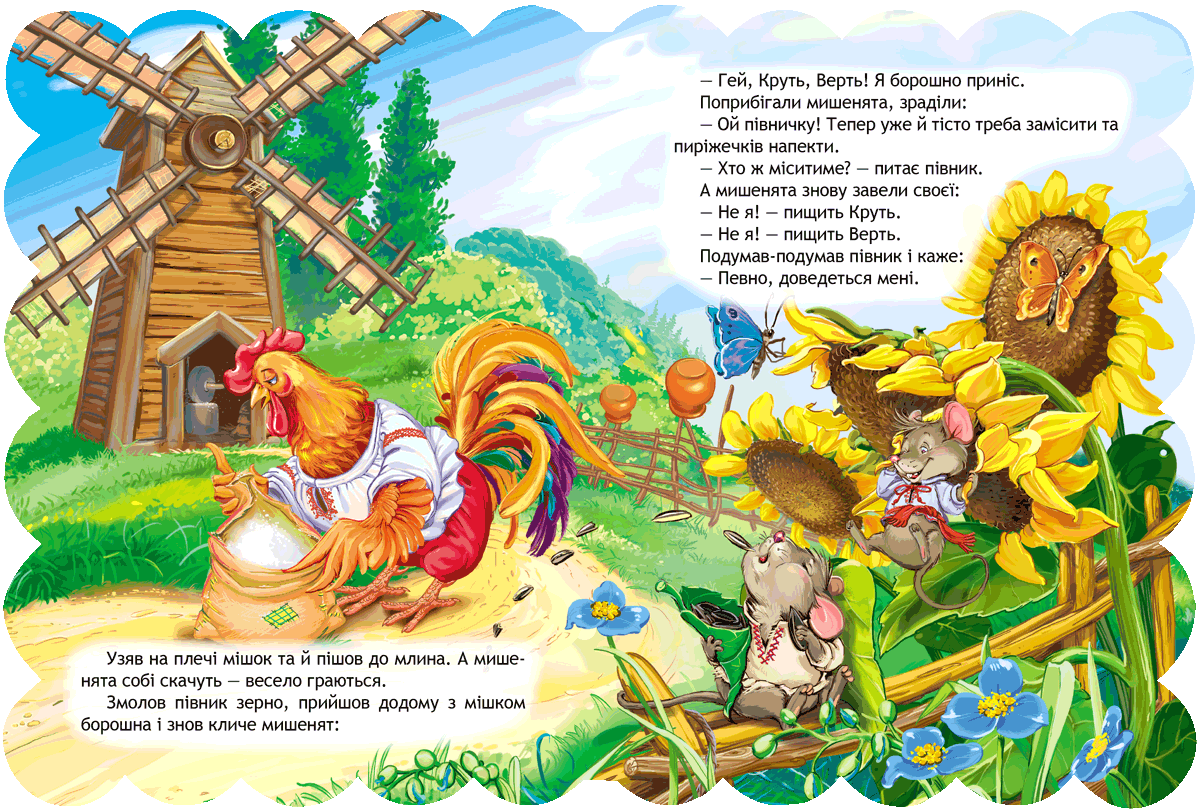 Узяв на плечі мішок та й пішов до млина. А мише-
нята собі скачуть — весело граються.
Змолов півник зерно, прийшов додому з мішком
борошна і знов кличе мишенят:
— Гей, Круть, Верть! Я борошно приніс.
Поприбігали мишенята, зраділи:
— Ой півничку! Тепер уже й тісто треба замісити та
пиріжечків напекти.
— Хто ж міситиме? — питає півник.
А мишенята знову завели своєї:
— Не я! — пищить Круть.
— Не я! — пищить Верть.
Подумав-подумав півник і каже:
— Певно, доведеться мені.